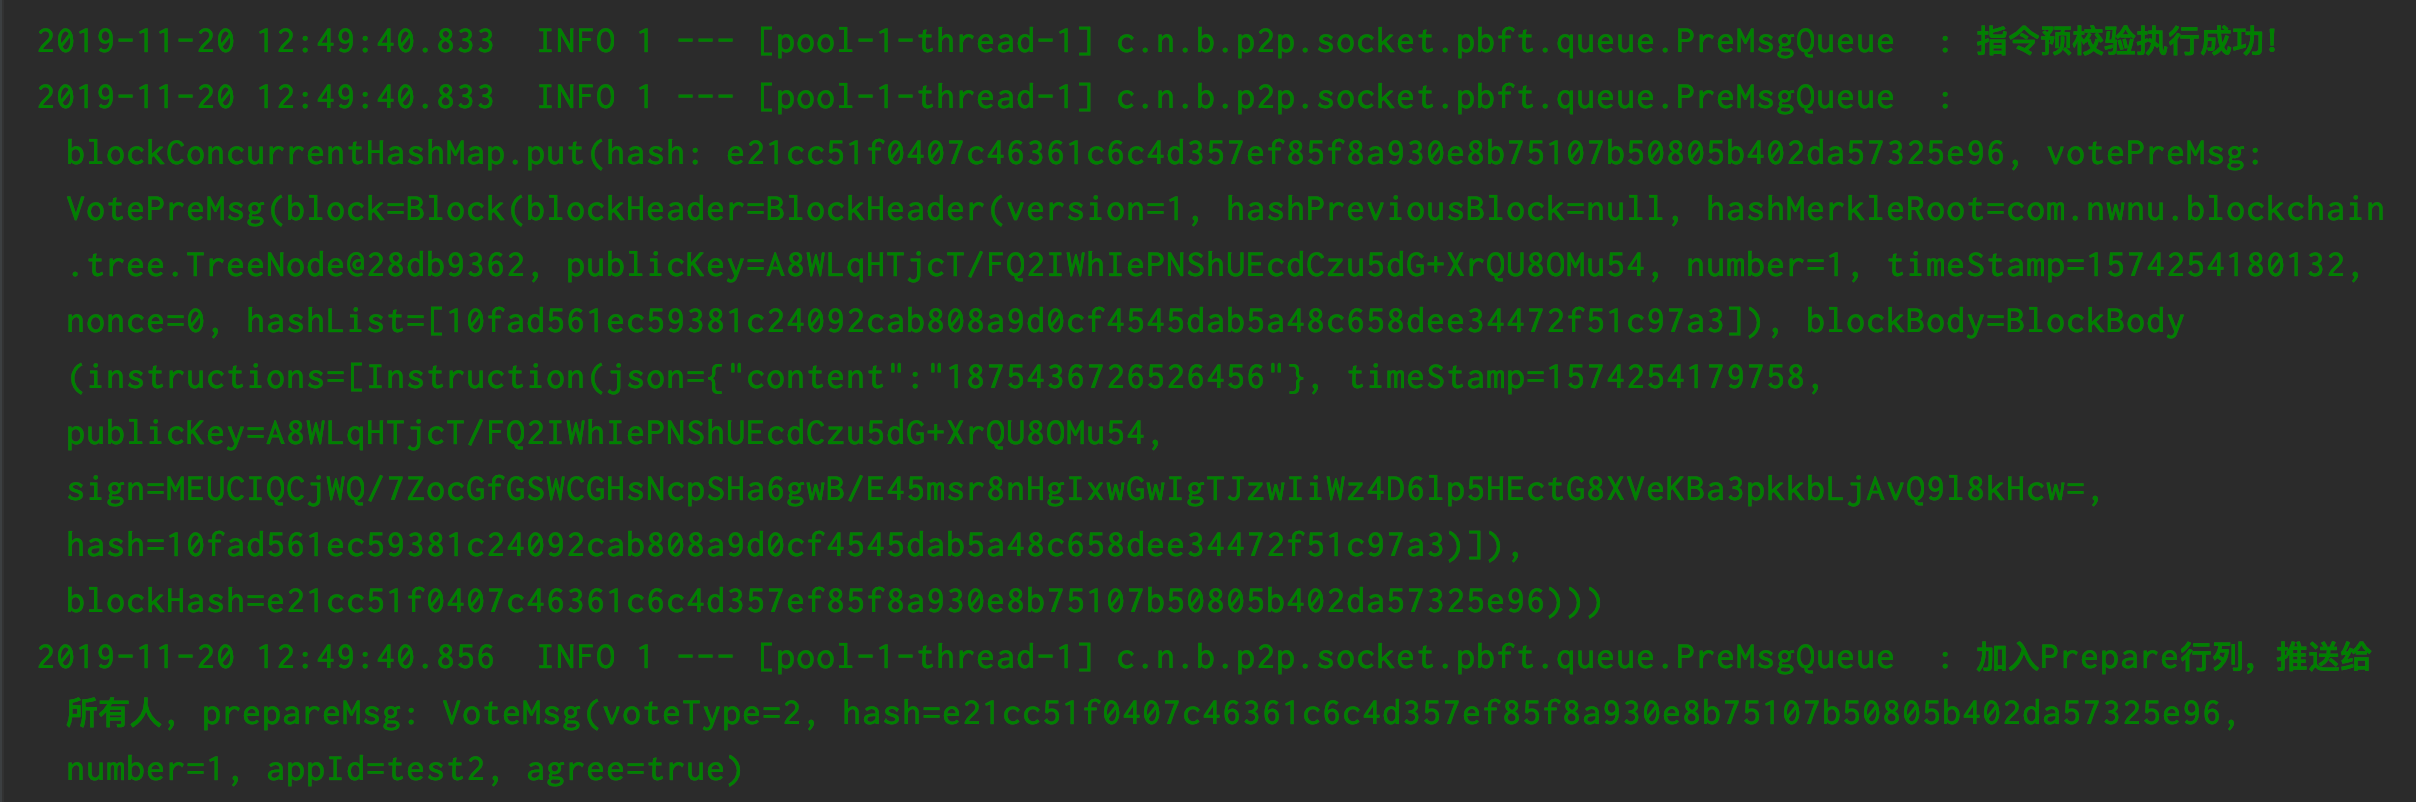 2019-11-20 12:49:40.833  INFO 1 --- [pool-1-thread-1] c.n.b.p2p.socket.pbft.queue.PreMsgQueue  : 指令预校验执行成功!
2019-11-20 12:49:40.833  INFO 1 --- [pool-1-thread-1] c.n.b.p2p.socket.pbft.queue.PreMsgQueue  :
blockConcurrentHashMap.put(hash: e21cc51f0407c46361c6c4d357ef85f8a930e8b75107b50805b402da57325e96, votePreMsg:
VotePreMsg(block=Block(blockHeader=BlockHeader(version=1, hashPreviousBlock=null, hashMerkleRoot=com.nwnu.blockchain
.tree.TreeNode@28db9362, publicKey=A8WLqHTjcT/FQ2IWhIePNShUEcdCzu5dG+XrQU8OMu54, number=1, timeStamp=1574254180132,
nonce=0, hashList=[10fad561ec59381c24092cab808a9d0cf4545dab5a48c658dee34472f51c97a3]), blockBody=BlockBody
(instructions=[Instruction(json={"content":"1875436726526456"}, timeStamp=1574254179758,
publicKey=A8WLqHTjcT/FQ2IWhIePNShUEcdCzu5dG+XrQU8OMu54,
sign=MEUCIQCjWQ/7ZocGfGSWCGHsNcpSHa6gwB/E45msr8nHgIxwGwIgTJzwIiWz4D6lp5HEctG8XVeKBa3pkkbLjAvQ9l8kHcw=,
hash=10fad561ec59381c24092cab808a9d0cf4545dab5a48c658dee34472f51c97a3)]),
blockHash=e21cc51f0407c46361c6c4d357ef85f8a930e8b75107b50805b402da57325e96)))
2019-11-20 12:49:40.856  INFO 1 --- [pool-1-thread-1] c.n.b.p2p.socket.pbft.queue.PreMsgQueue  : 加入Prepare行列, 推送给
所有人, prepareMsg: VoteMsg(voteType=2, hash=e21cc51f0407c46361c6c4d357ef85f8a930e8b75107b50805b402da57325e96,
number=1, appId=test2, agree=true)